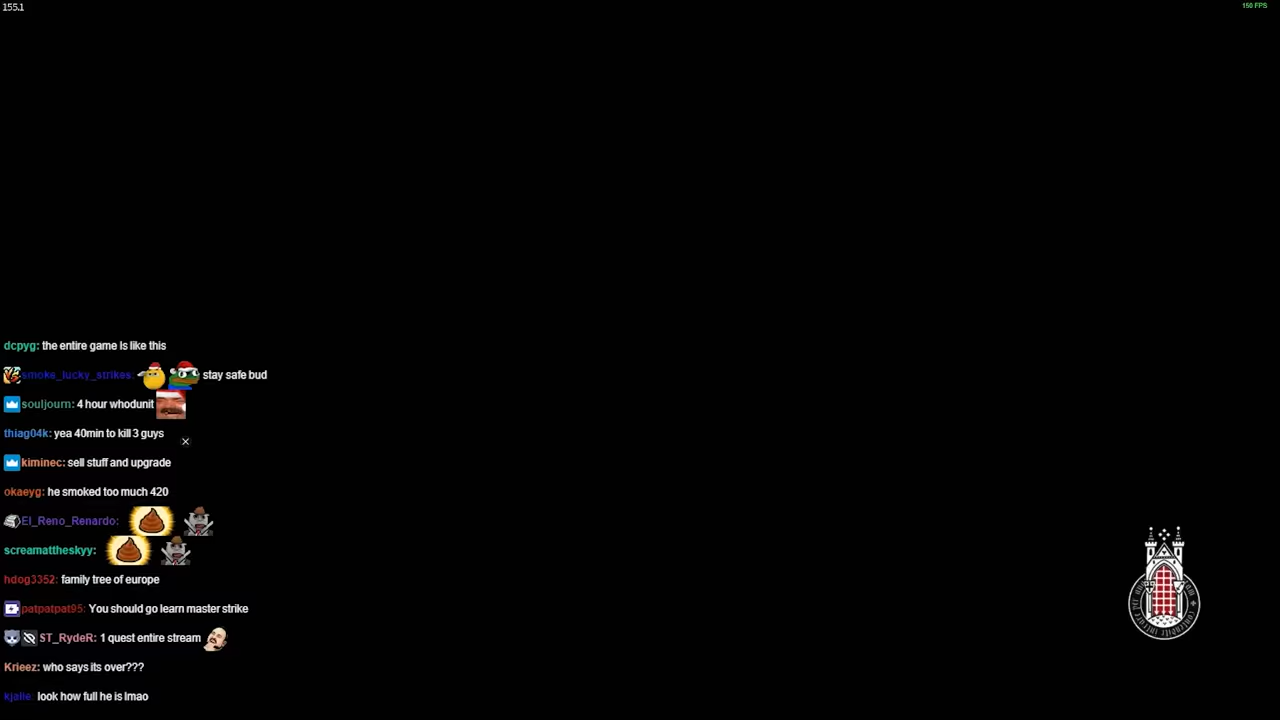 155.1
150 FPS
dcpyg: the entire game Is like this
smoke_lucky_strikes: stay safe bud
souljourn: 4 hour whodunit
thiag04k: yea 40min to kill 3 guys
kiminec: sell stuff and upgrade
okaeyg: he smoked too much 420
El_Reno_Renardo:
screamattheskyy:
hdog3352: family tree of europe
patpatpat95: You should go learn master strike
ST_RydeR: 1 quest entire stream
Krieez: who says its over???
kjalie: look how full he is lmao